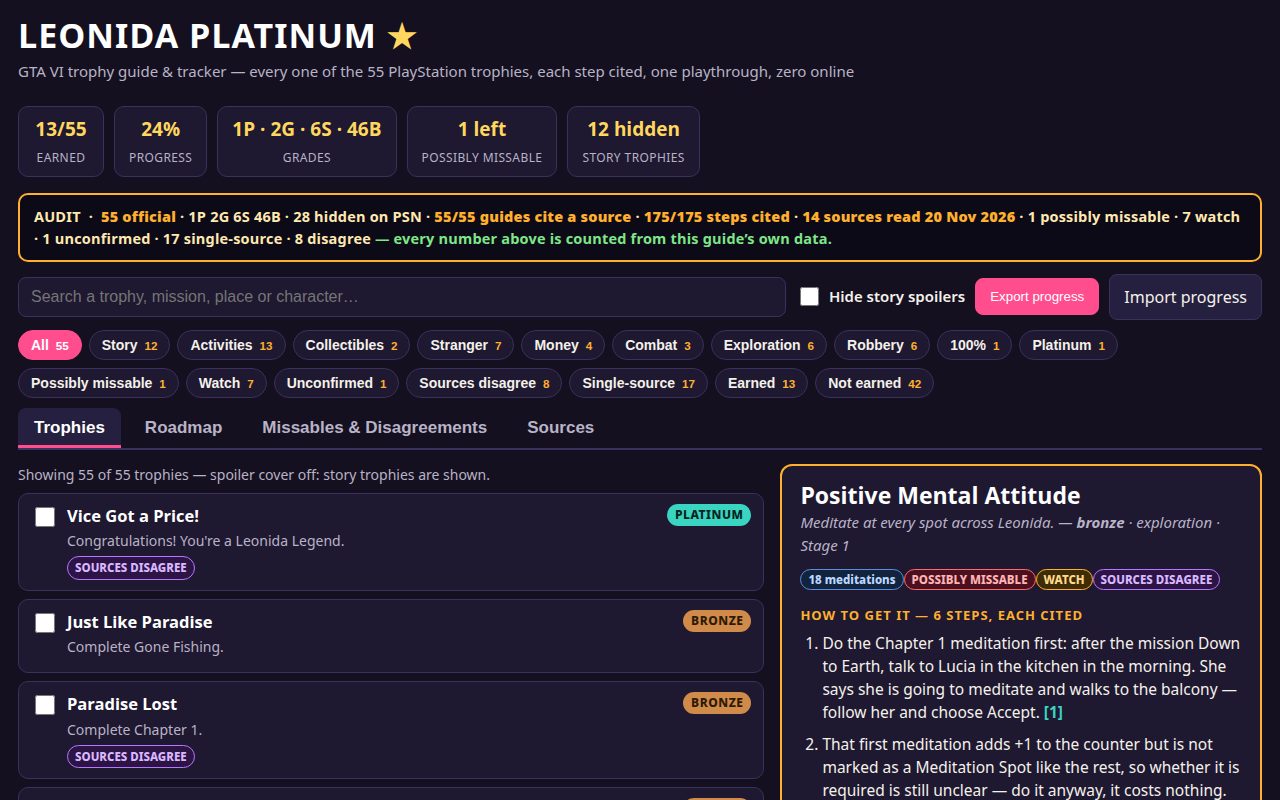 LEONIDA PLATINUM ★
GTA VI trophy guide & tracker — every one of the 55 PlayStation trophies, each step cited, one playthrough, zero online
13/55
EARNED
24%
PROGRESS
1P · 2G · 6S · 46B
GRADES
1 left
POSSIBLY MISSABLE
12 hidden
STORY TROPHIES
AUDIT · 55 official · 1P 2G 6S 46B · 28 hidden on PSN · 55/55 guides cite a source · 175/175 steps cited · 14 sources read 20 Nov 2026 · 1 possibly missable · 7 watch
· 1 unconfirmed · 17 single-source · 8 disagree — every number above is counted from this guide's own data.
Search a trophy, mission, place or character…
Hide story spoilers
Export progress
Import progress
All 55
Story 12
Activities 13
Collectibles 2
Stranger 7
Money 4
Combat 3
Exploration 6
Robbery 6
100% 1
Platinum 1
Possibly missable 1
Watch 7
Unconfirmed 1
Sources disagree 8
Single-source 17
Earned 13
Not earned 42
Trophies
Roadmap
Missables & Disagreements
Sources
Showing 55 of 55 trophies — spoiler cover off: story trophies are shown.
Vice Got a Price!
PLATINUM
Congratulations! You're a Leonida Legend.
SOURCES DISAGREE
Just Like Paradise
BRONZE
Complete Gone Fishing.
Paradise Lost
BRONZE
Complete Chapter 1.
SOURCES DISAGREE
Positive Mental Attitude
Meditate at every spot across Leonida. — bronze · exploration ·
Stage 1
18 meditations
POSSIBLY MISSABLE
WATCH
SOURCES DISAGREE
HOW TO GET IT — 6 STEPS, EACH CITED
1. Do the Chapter 1 meditation first: after the mission Down
to Earth, talk to Lucia in the kitchen in the morning. She
says she is going to meditate and walks to the balcony —
follow her and choose Accept. [1]
2. That first meditation adds +1 to the counter but is not
marked as a Meditation Spot like the rest, so whether it is
required is still unclear — do it anyway, it costs nothing.